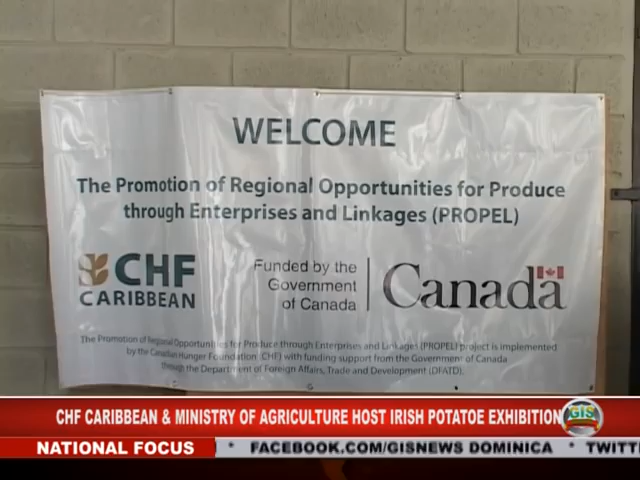 WELCOME
The Promotion of Regional Opportunities for Produce
through Enterprises and Linkages (PROPEL)
CHF
CARIBBEAN
Funded by the
Government
of Canada
Canada
The Promotion of Regional Opportunities for Produce through Enterprises and Linkages (PROPEL) project is implemented
by the Canadian Hunger Foundation (CHF) with funding support from the Government of Canada
through the Department of Foreign Affairs, Trade and Development (DFATD).
CHF CARIBBEAN & MINISTRY OF AGRICULTURE HOST IRISH POTATOE EXHIBITION
GIS
NATIONAL FOCUS * FACEBOOK.COM/GISNEWS DOMINICA * TWITT